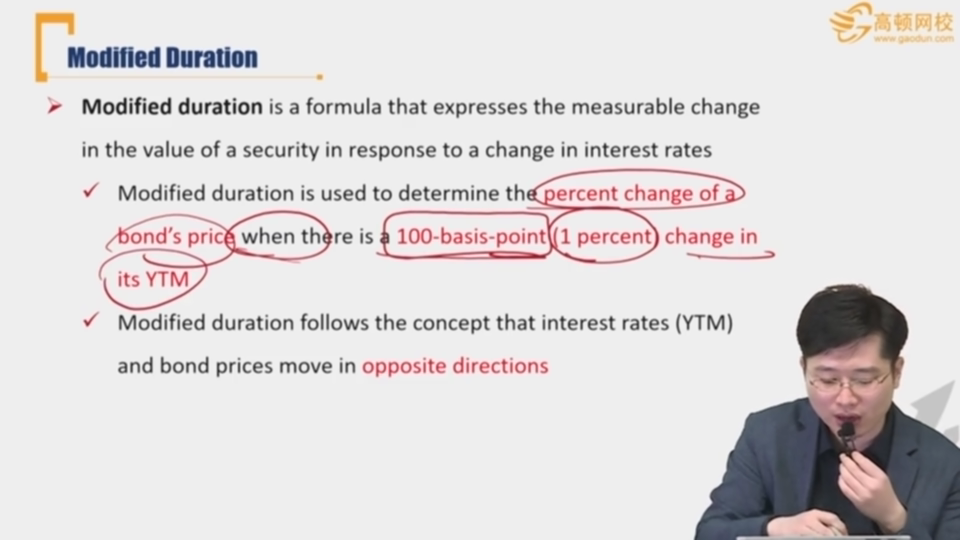 高顿网校
www.gaodun.com
Modified Duration
Modified duration is a formula that expresses the measurable change
in the value of a security in response to a change in interest rates
Modified duration is used to determine the percent change of a
bond's price when there is a 100-basis-point (1 percent) change in
its YTM
Modified duration follows the concept that interest rates (YTM)
and bond prices move in opposite directions